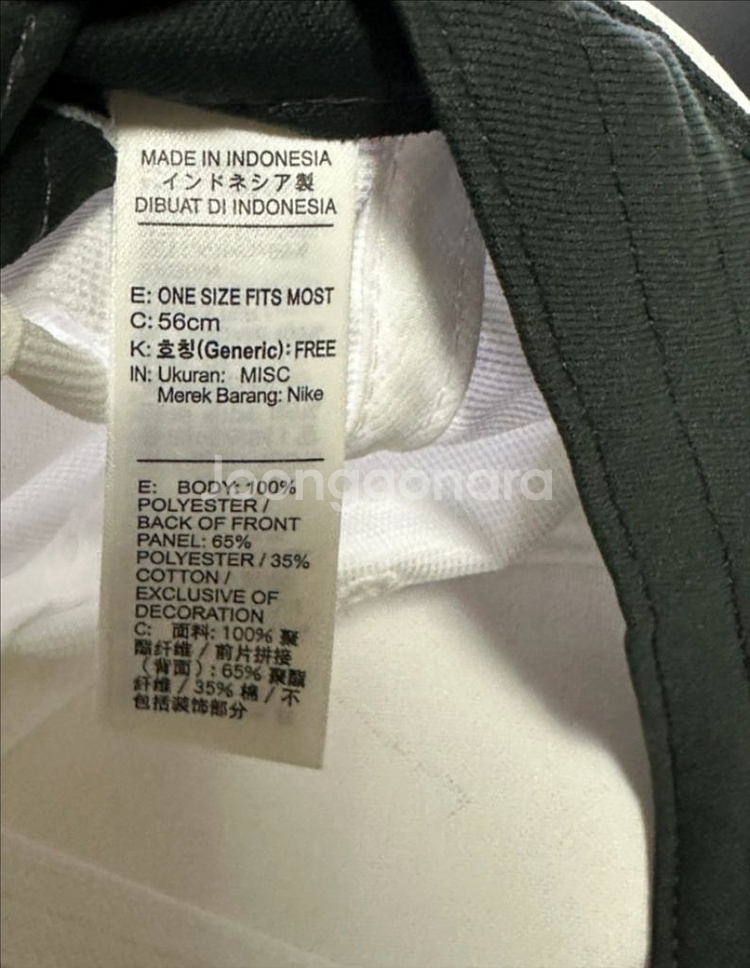 MADE IN INDONESIA
インドネシア製
DIBUAT DI INDONESIA
E: ONE SIZE FITS MOST
C: 56cm
K: 호칭(Generic): FREE
IN: Ukuran: MISC
Merek Barang: Nike
joonggonara
E: BODY: 100%
POLYESTER /
BACK OF FRONT
PANEL: 65%
POLYESTER / 35%
COTTON /
EXCLUSIVE OF
DECORATION
C: 面料: 100% 聚
酯纤维 / 前片拼接
（背面）: 65% 聚酯
纤维 / 35% 棉 / 不
包括装饰部分